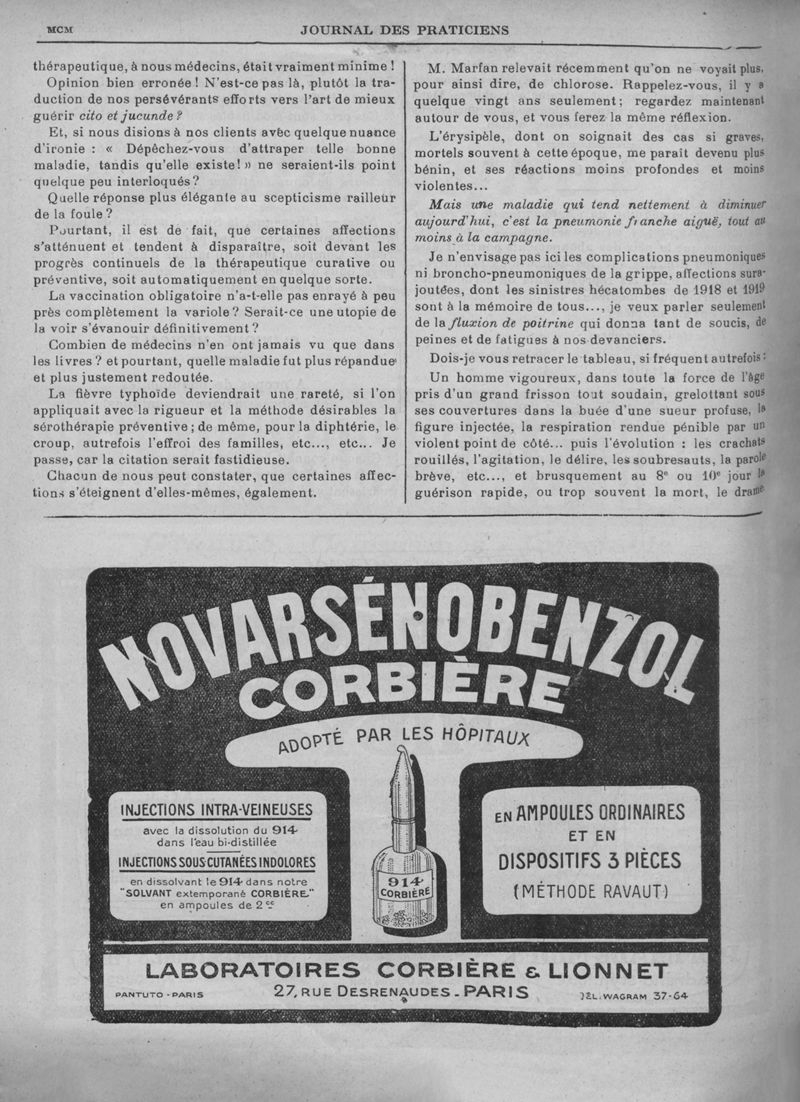 MCM
JOURNAL DES PRATICIENS
thérapeutique, à nous médecins, était vraiment minime !
Opinion bien erronée ! N'est-ce pas là, plutôt la tra-
duction de nos persévérants efforts vers l'art de mieux
guérir cito et jucunde ?
Et, si nous disions à nos clients avec quelque nuance
d'ironie : « Dépêchez-vous d'attraper telle bonne
maladie, tandis qu'elle existe ! » ne seraient-ils point
quelque peu interloqués ?
Quelle réponse plus élégante au scepticisme railleur
de la foule ?
Pourtant, il est de fait, que certaines affections
s'atténuent et tendent à disparaître, soit devant les
progrès continuels de la thérapeutique curative ou
préventive, soit automatiquement en quelque sorte.
La vaccination obligatoire n'a-t-elle pas enrayé à peu
près complètement la variole ? Serait-ce une utopie de
la voir s'évanouir définitivement ?
Combien de médecins n'en ont jamais vu que dans
les livres ? et pourtant, quelle maladie fut plus répandue
et plus justement redoutée.
La fièvre typhoïde deviendrait une rareté, si l'on
appliquait avec la rigueur et la méthode désirables la
sérothérapie préventive ; de même, pour la diphtérie, le
croup, autrefois l'effroi des familles, etc..., etc... Je
passe, car la citation serait fastidieuse.
Chacun de nous peut constater, que certaines affec-
tions s'éteignent d'elles-mêmes, également.
M. Marfan relevait récemment qu'on ne voyait plus,
pour ainsi dire, de chlorose. Rappelez-vous, il y a
quelque vingt ans seulement ; regardez maintenant
autour de vous, et vous ferez la même réflexion.
L'érysipèle, dont on soignait des cas si graves,
mortels souvent à cette époque, me paraît devenu plus
bénin, et ses réactions moins profondes et moins
violentes...
Mais une maladie qui tend nettement à diminuer
aujourd'hui, c'est la pneumonie franche aiguë, tout au
moins à la campagne.
Je n'envisage pas ici les complications pneumoniques
ni broncho-pneumoniques de la grippe, affections sura-
joutées, dont les sinistres hécatombes de 1918 et 1919
sont à la mémoire de tous..., je veux parler seulement
de la fluxion de poitrine qui donna tant de soucis, de
peines et de fatigues à nos devanciers.
Dois-je vous retracer le tableau, si fréquent autrefois :
Un homme vigoureux, dans toute la force de l'âge
pris d'un grand frisson tout soudain, grelottant sous
ses couvertures dans la buée d'une sueur profuse, la
figure injectée, la respiration rendue pénible par un
violent point de côté... puis l'évolution : les crachats
rouillés, l'agitation, le délire, les soubresauts, la parole
brève, etc..., et brusquement au 8e ou 10e jour la
guérison rapide, ou trop souvent la mort, le drame
NOVARSÉNOBENZOL
CORBIÈRE
ADOPTÉ PAR LES HÔPITAUX
INJECTIONS INTRA-VEINEUSES
avec la dissolution du 914
dans l'eau bi-distillée
INJECTIONS SOUS CUTANÉES INDOLORES
en dissolvant le 914 dans notre
"SOLVANT extemporané CORBIÈRE"
en ampoules de 2 cc
914
CORBIÈRE
EN AMPOULES ORDINAIRES
ET EN
DISPOSITIFS 3 PIÈCES
(MÉTHODE RAVAUT)
LABORATOIRES CORBIÈRE & LIONNET
PANTUTO - PARIS
27, RUE DESRENAUDES - PARIS
TÉL. WAGRAM 37-64